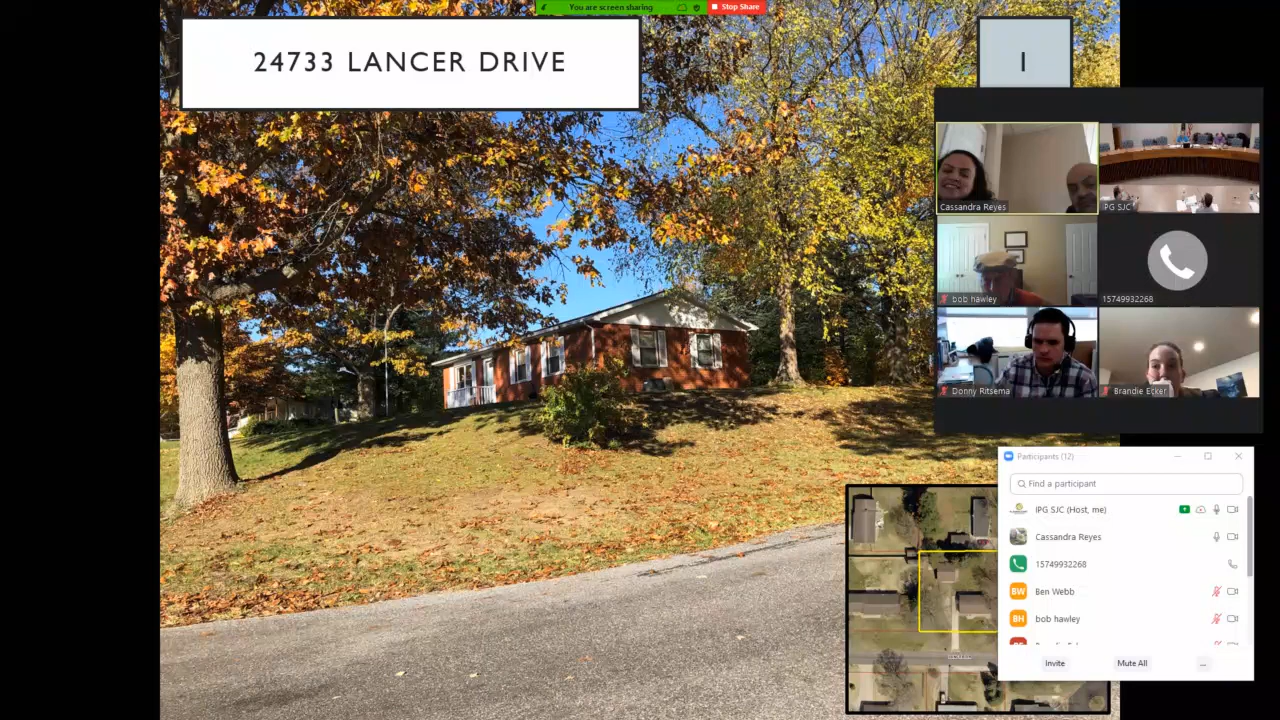 You are screen sharing
Stop Share
24733 LANCER DRIVE
I
Cassandra Reyes
IPG SJC
bob hawley
15749932268
Donny Ritsema
Brandie Ecker
Participants (12)
Find a participant
IPG SJC (Host, me)
Cassandra Reyes
15749932268
BW Ben Webb
BH bob hawley
Invite
Mute All
...